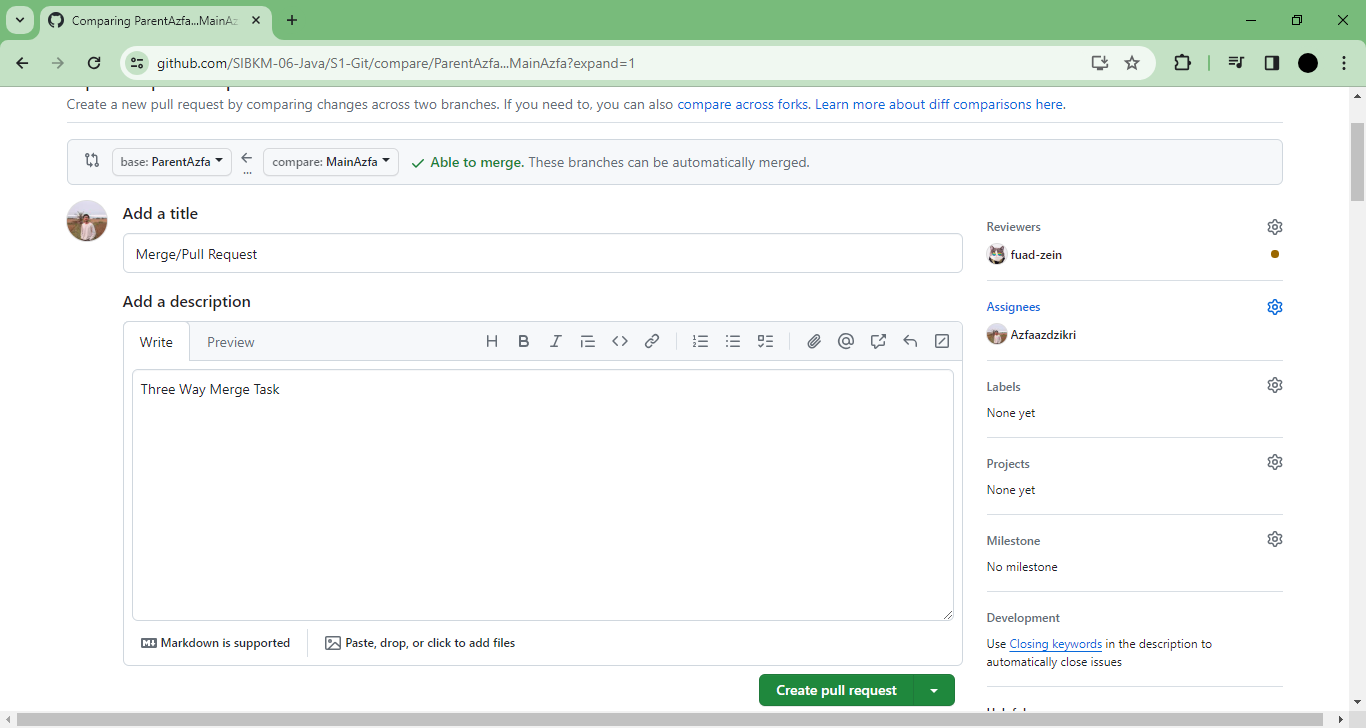 Comparing ParentAzfa...MainAz
github.com/SIBKM-06-Java/S1-Git/compare/ParentAzfa...MainAzfa?expand=1
Create a new pull request by comparing changes across two branches. If you need to, you can also compare across forks. Learn more about diff comparisons here.
base: ParentAzfa
...
compare: MainAzfa
Able to merge. These branches can be automatically merged.
Add a title
Merge/Pull Request
Add a description
Write
Preview
H B I
Three Way Merge Task
Markdown is supported
Paste, drop, or click to add files
Create pull request
Reviewers
fuad-zein
Assignees
Azfaazdzikri
Labels
None yet
Projects
None yet
Milestone
No milestone
Development
Use Closing keywords in the description to
automatically close issues